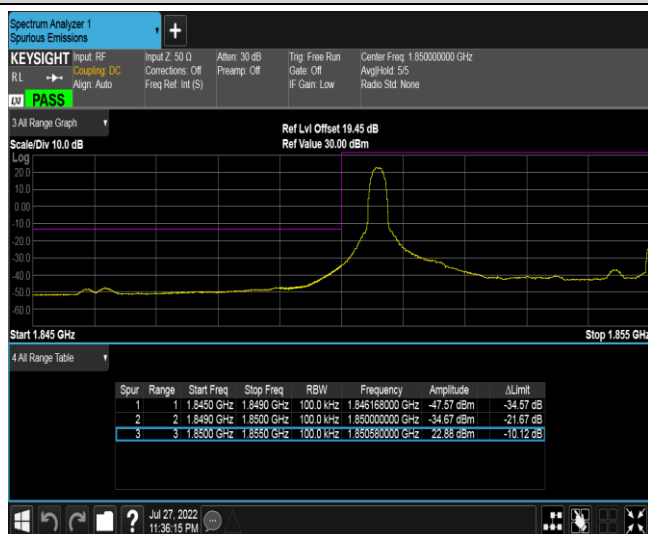 Spectrum Analyzer 1
Spurious Emissions
+
KEYSIGHT Input: RF Input Z: 50 Ω Atten: 30 dB Trig: Free Run Center Freq: 1.850000000 GHz
RL Coupling: DC Corrections: Off Preamp: Off Gate: Off Avg|Hold: 5/5
Align: Auto Freq Ref: Int (S) IF Gain: Low Radio Std: None
LXI PASS
3 All Range Graph
Ref Lvl Offset 19.45 dB
Scale/Div 10.0 dB Ref Value 30.00 dBm
Log
20.0
10.0
0.00
-10.0
-20.0
-30.0
-40.0
-50.0
-60.0
Start 1.845 GHz Stop 1.855 GHz
4 All Range Table
Spur Range Start Freq Stop Freq RBW Frequency Amplitude ΔLimit
1 1 1.8450 GHz 1.8490 GHz 100.0 kHz 1.846168000 GHz -47.57 dBm -34.57 dB
2 2 1.8490 GHz 1.8500 GHz 100.0 kHz 1.850000000 GHz -34.67 dBm -21.67 dB
3 3 1.8500 GHz 1.8550 GHz 100.0 kHz 1.850580000 GHz 22.88 dBm -10.12 dB
? Jul 27, 2022
11:36:15 PM